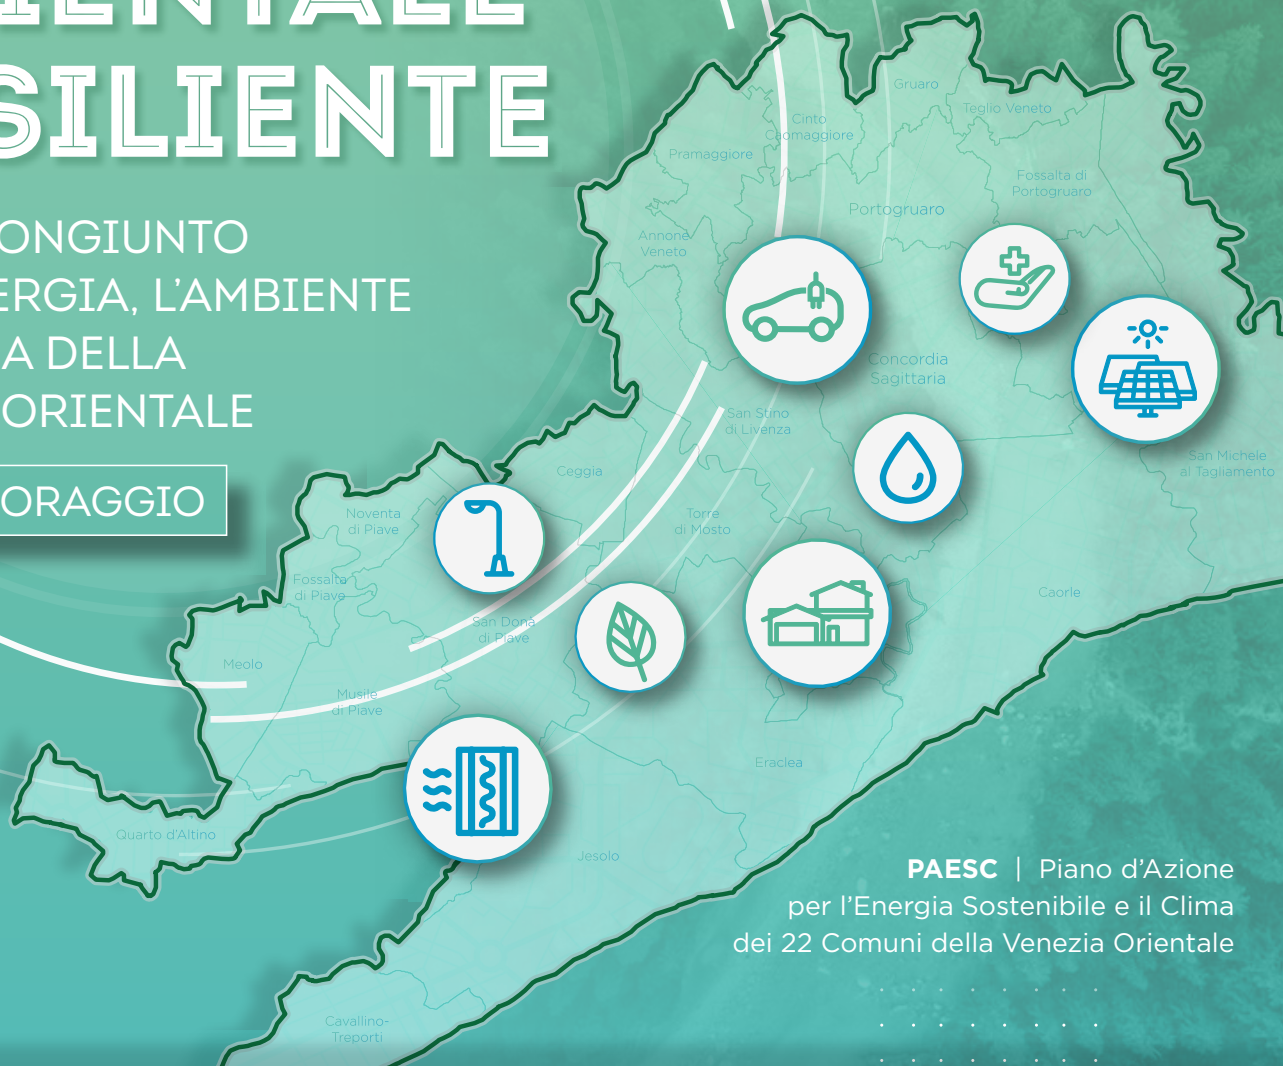 IENTALE
SILIENTE
ONGIUNTO
ERGIA, L'AMBIENTE
A DELLA
ORIENTALE
ORAGGIO
Gruaro
Teglio Veneto
Cinto
Caomaggiore
Pramaggiore
Fossalta di
Portogruaro
Portogruaro
Annone
Veneto
Concordia
Sagittaria
San Stino
di Livenza
San Michele
al Tagliamento
Ceggia
Noventa
di Piave
Torre
di Mosto
Fossalta
di Piave
Caorle
San Donà
di Piave
Meolo
Musile
di Piave
Eraclea
Quarto d'Altino
Jesolo
PAESC | Piano d'Azione
per l'Energia Sostenibile e il Clima
dei 22 Comuni della Venezia Orientale
Cavallino-
Treporti